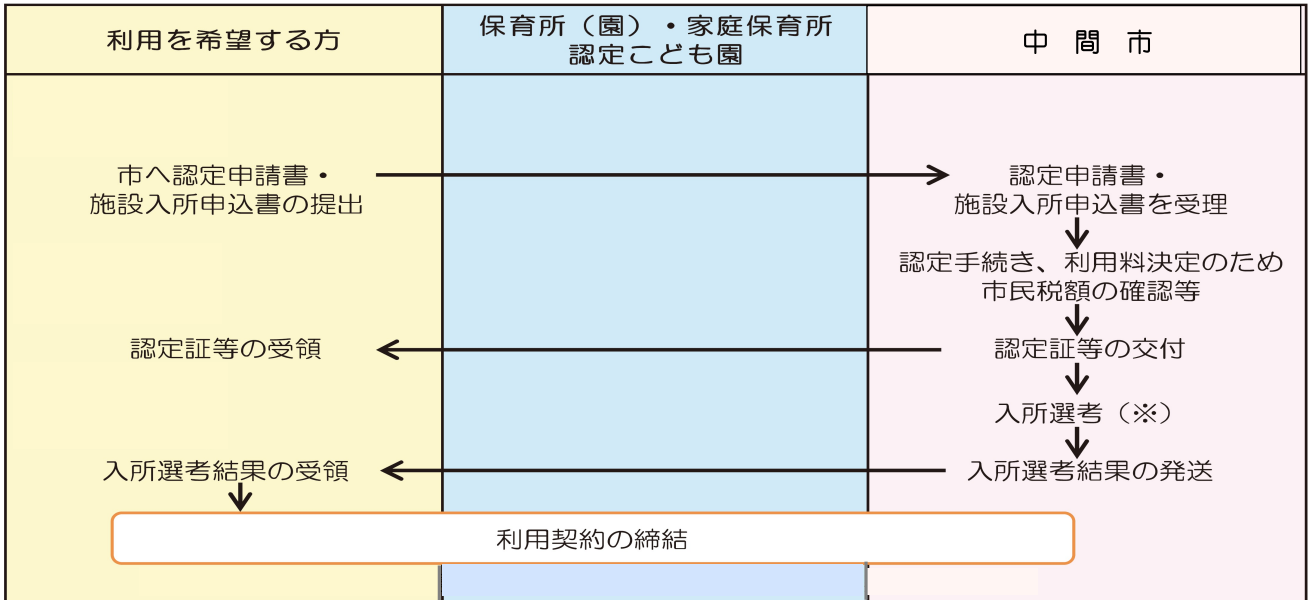 利用を希望する方
保育所（園）・家庭保育所
認定こども園
中　間　市
市へ認定申請書・
施設入所申込書の提出
認定申請書・
施設入所申込書を受理
認定手続き、利用料決定のため
市民税額の確認等
認定証等の受領
認定証等の交付
入所選考（※）
入所選考結果の受領
入所選考結果の発送
利用契約の締結